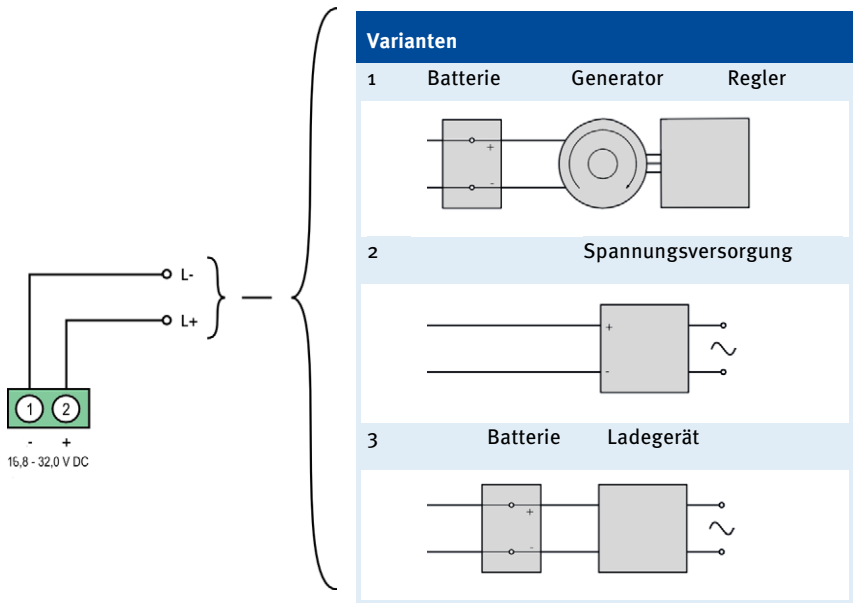 Varianten
1 Batterie Generator Regler
+
-
2 Spannungsversorgung
L-
+
L+
-
1 2
- +
16,8 - 32,0 V DC
3 Batterie Ladegerät
+
-